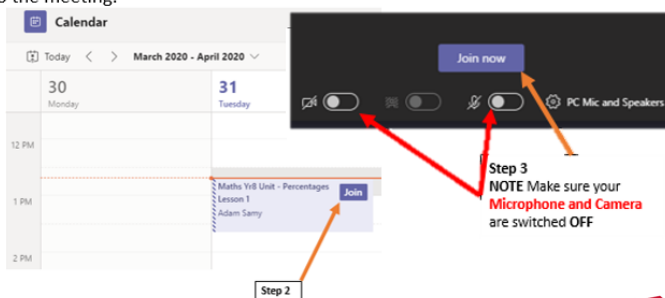 the meeting.
Calendar
Today < > March 2020 - April 2020
30
Monday
31
Tuesday
12 PM
Maths Yr8 Unit - Percentages
Lesson 1
Adam Samy
Join
1 PM
2 PM
Step 2
Join now
PC Mic and Speakers
Step 3
NOTE Make sure your
Microphone and Camera
are switched OFF